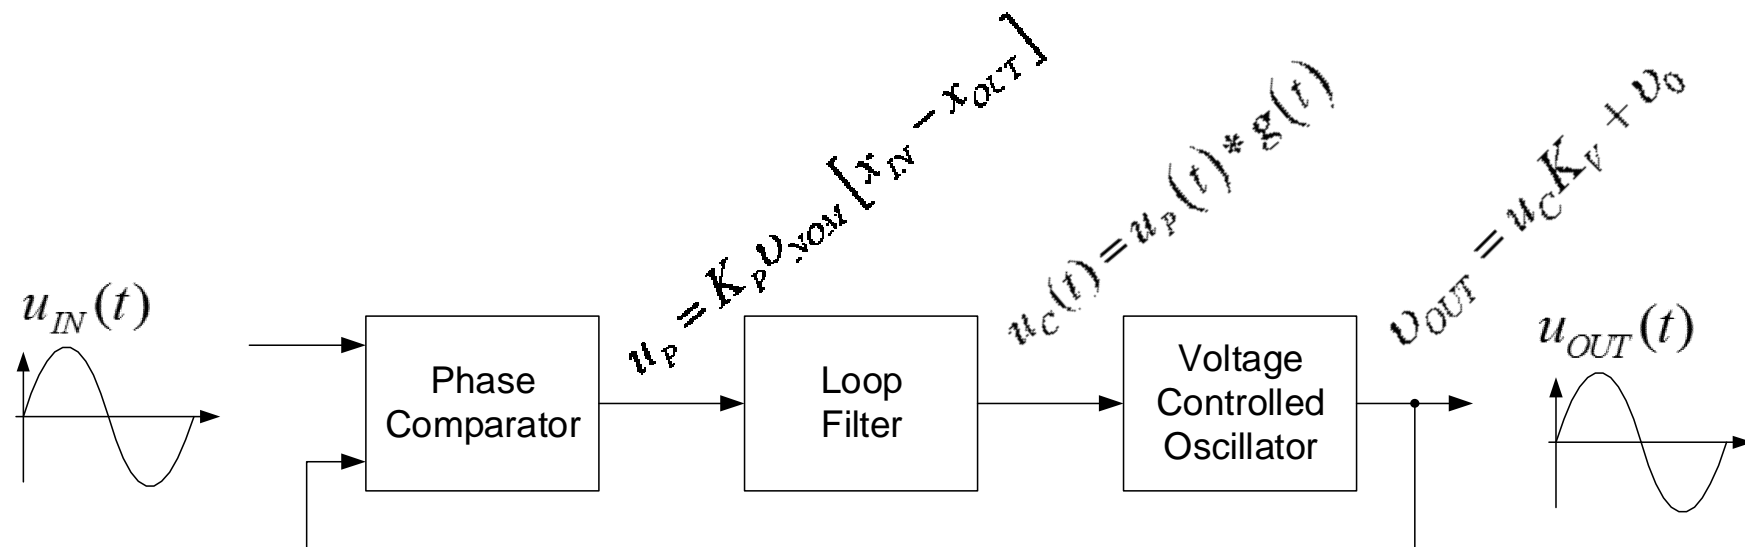 u_P = K_P υ_NOM [x_IN − x_OUT]
u_C(t) = u_P(t) * g(t)
υ_OUT = u_C K_V + υ_0
u_IN(t)
u_OUT(t)
Phase
Comparator
Loop
Filter
Voltage
Controlled
Oscillator